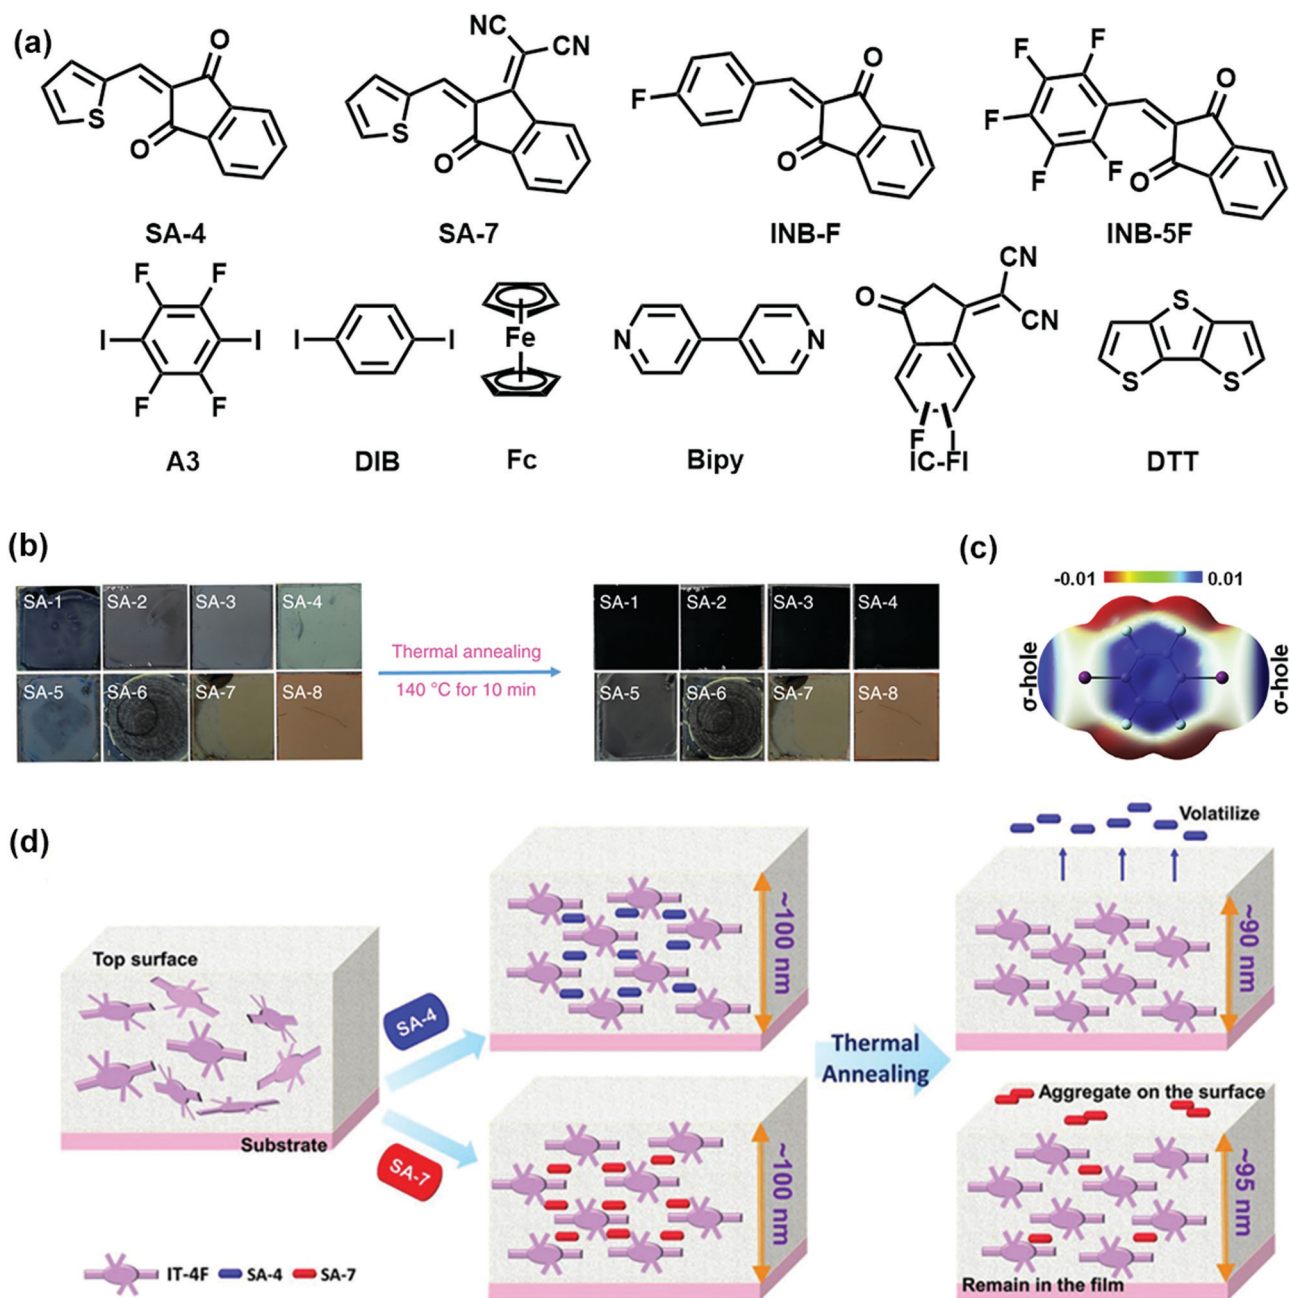 (a)
O
O
S
SA-4
NC
CN
O
S
SA-7
F
O
O
INB-F
F
F
F
F
F
O
O
INB-5F
F
F
I
I
F
F
A3
I
I
DIB
Fe
Fc
N
N
Bipy
CN
CN
O
F
I
IC-FI
S
S
S
DTT
(b)
SA-1
SA-2
SA-3
SA-4
SA-5
SA-6
SA-7
SA-8
Thermal annealing
140 °C for 10 min
SA-1
SA-2
SA-3
SA-4
SA-5
SA-6
SA-7
SA-8
(c)
-0.01
0.01
σ-hole
σ-hole
(d)
Top surface
Substrate
SA-4
SA-7
~100 nm
~100 nm
Thermal
Annealing
Volatilize
~90 nm
Aggregate on the surface
~95 nm
Remain in the film
IT-4F
SA-4
SA-7